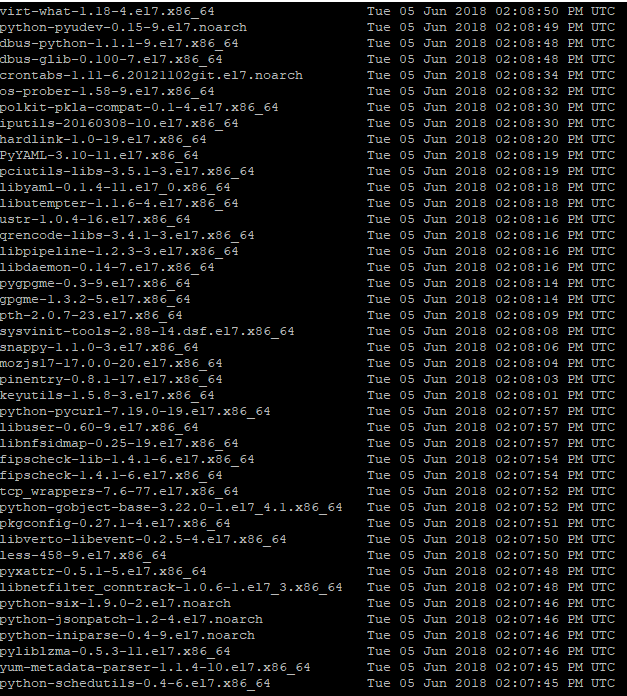 virt-what-1.18-4.el7.x86_64 Tue 05 Jun 2018 02:08:50 PM UTC
python-pyudev-0.15-9.el7.noarch Tue 05 Jun 2018 02:08:49 PM UTC
dbus-python-1.1.1-9.el7.x86_64 Tue 05 Jun 2018 02:08:48 PM UTC
dbus-glib-0.100-7.el7.x86_64 Tue 05 Jun 2018 02:08:48 PM UTC
crontabs-1.11-6.20121102git.el7.noarch Tue 05 Jun 2018 02:08:34 PM UTC
os-prober-1.58-9.el7.x86_64 Tue 05 Jun 2018 02:08:32 PM UTC
polkit-pkla-compat-0.1-4.el7.x86_64 Tue 05 Jun 2018 02:08:30 PM UTC
iputils-20160308-10.el7.x86_64 Tue 05 Jun 2018 02:08:30 PM UTC
hardlink-1.0-19.el7.x86_64 Tue 05 Jun 2018 02:08:20 PM UTC
PyYAML-3.10-11.el7.x86_64 Tue 05 Jun 2018 02:08:19 PM UTC
pciutils-libs-3.5.1-3.el7.x86_64 Tue 05 Jun 2018 02:08:19 PM UTC
libyaml-0.1.4-11.el7_0.x86_64 Tue 05 Jun 2018 02:08:18 PM UTC
libutempter-1.1.6-4.el7.x86_64 Tue 05 Jun 2018 02:08:18 PM UTC
ustr-1.0.4-16.el7.x86_64 Tue 05 Jun 2018 02:08:16 PM UTC
qrencode-libs-3.4.1-3.el7.x86_64 Tue 05 Jun 2018 02:08:16 PM UTC
libpipeline-1.2.3-3.el7.x86_64 Tue 05 Jun 2018 02:08:16 PM UTC
libdaemon-0.14-7.el7.x86_64 Tue 05 Jun 2018 02:08:16 PM UTC
pygpgme-0.3-9.el7.x86_64 Tue 05 Jun 2018 02:08:14 PM UTC
gpgme-1.3.2-5.el7.x86_64 Tue 05 Jun 2018 02:08:14 PM UTC
pth-2.0.7-23.el7.x86_64 Tue 05 Jun 2018 02:08:09 PM UTC
sysvinit-tools-2.88-14.dsf.el7.x86_64 Tue 05 Jun 2018 02:08:08 PM UTC
snappy-1.1.0-3.el7.x86_64 Tue 05 Jun 2018 02:08:06 PM UTC
mozjs17-17.0.0-20.el7.x86_64 Tue 05 Jun 2018 02:08:04 PM UTC
pinentry-0.8.1-17.el7.x86_64 Tue 05 Jun 2018 02:08:03 PM UTC
keyutils-1.5.8-3.el7.x86_64 Tue 05 Jun 2018 02:08:01 PM UTC
python-pycurl-7.19.0-19.el7.x86_64 Tue 05 Jun 2018 02:07:57 PM UTC
libuser-0.60-9.el7.x86_64 Tue 05 Jun 2018 02:07:57 PM UTC
libnfsidmap-0.25-19.el7.x86_64 Tue 05 Jun 2018 02:07:57 PM UTC
fipscheck-lib-1.4.1-6.el7.x86_64 Tue 05 Jun 2018 02:07:54 PM UTC
fipscheck-1.4.1-6.el7.x86_64 Tue 05 Jun 2018 02:07:54 PM UTC
tcp_wrappers-7.6-77.el7.x86_64 Tue 05 Jun 2018 02:07:52 PM UTC
python-gobject-base-3.22.0-1.el7_4.1.x86_64 Tue 05 Jun 2018 02:07:52 PM UTC
pkgconfig-0.27.1-4.el7.x86_64 Tue 05 Jun 2018 02:07:51 PM UTC
libverto-libevent-0.2.5-4.el7.x86_64 Tue 05 Jun 2018 02:07:50 PM UTC
less-458-9.el7.x86_64 Tue 05 Jun 2018 02:07:50 PM UTC
pyxattr-0.5.1-5.el7.x86_64 Tue 05 Jun 2018 02:07:48 PM UTC
libnetfilter_conntrack-1.0.6-1.el7_3.x86_64 Tue 05 Jun 2018 02:07:48 PM UTC
python-six-1.9.0-2.el7.noarch Tue 05 Jun 2018 02:07:46 PM UTC
python-jsonpatch-1.2-4.el7.noarch Tue 05 Jun 2018 02:07:46 PM UTC
python-iniparse-0.4-9.el7.noarch Tue 05 Jun 2018 02:07:46 PM UTC
pyliblzma-0.5.3-11.el7.x86_64 Tue 05 Jun 2018 02:07:46 PM UTC
yum-metadata-parser-1.1.4-10.el7.x86_64 Tue 05 Jun 2018 02:07:45 PM UTC
python-schedutils-0.4-6.el7.x86_64 Tue 05 Jun 2018 02:07:45 PM UTC